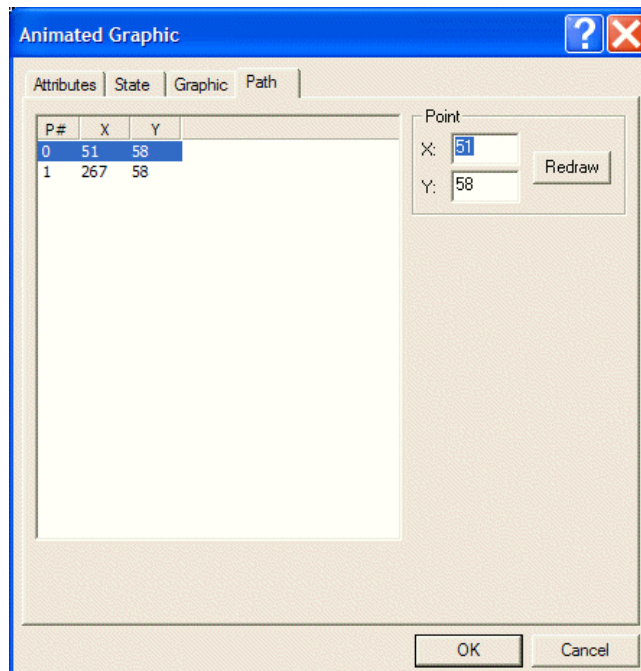 Animated Graphic
Attributes State Graphic Path
P# X Y
0 51 58
1 267 58
Point
X: 51
Y: 58
Redraw
OK Cancel